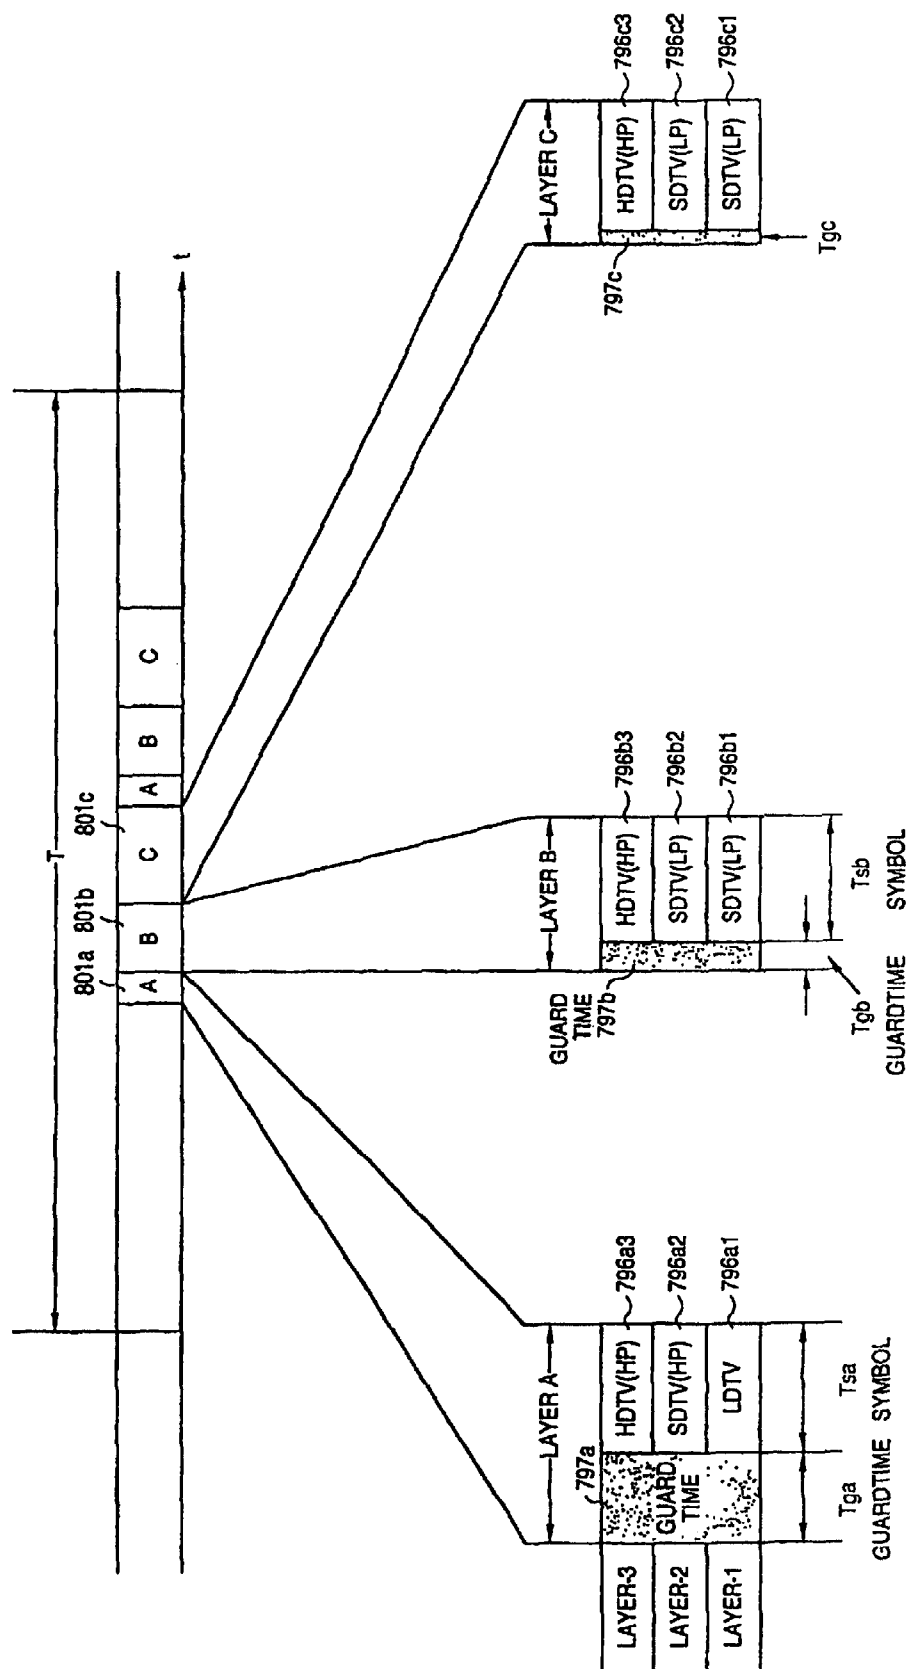 T
801a
801b
801c
A
B
C
A
B
C
t
LAYER A
LAYER B
LAYER C
797a
GUARD TIME
797b
797c
LAYER-3
LAYER-2
LAYER-1
GUARD
TIME
HDTV(HP)
SDTV(HP)
LDTV
796a3
796a2
796a1
HDTV(HP)
SDTV(LP)
SDTV(LP)
796b3
796b2
796b1
HDTV(HP)
SDTV(LP)
SDTV(LP)
796c3
796c2
796c1
Tga
Tsa
GUARDTIME SYMBOL
Tgb
Tsb
GUARDTIME
SYMBOL
Tgc